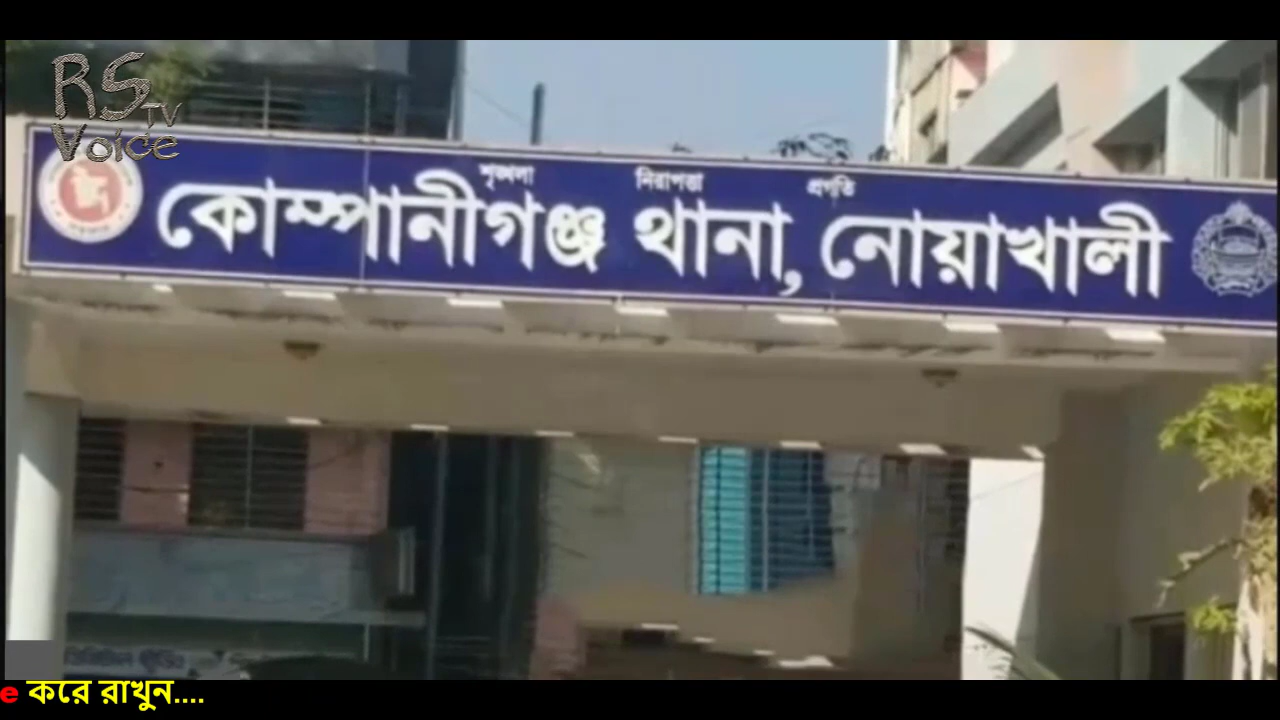 RS TV
Voice
শৃঙ্খলা নিরাপত্তা প্রগতি
কোম্পানীগঞ্জ থানা, নোয়াখালী
e করে রাখুন....